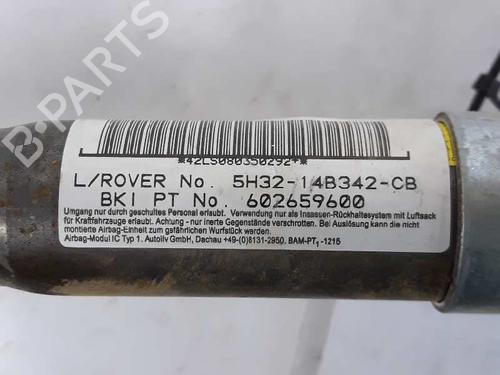 B-PARTS
*42LS080350292+*
L/ROVER No. 5H32-14B342-CB
BKI PT No. 602659600
Umgang nur durch geschultes Personal erlaubt. Verwendung nur als Insassen-Rückhaltesystem mit Luftsack
für Kraftfahrzeuge erlaubt. Achtung - nur inerte Gegenstände verschrotten. Bei Auslösung kann die nicht
montierte Airbag-Einheit zum gefährlichen Wurfstück werden.
Airbag-Modul IC Typ 1. Autoliv GmbH, Dachau +49-(0)8131-2950. BAM-PT1 -1215